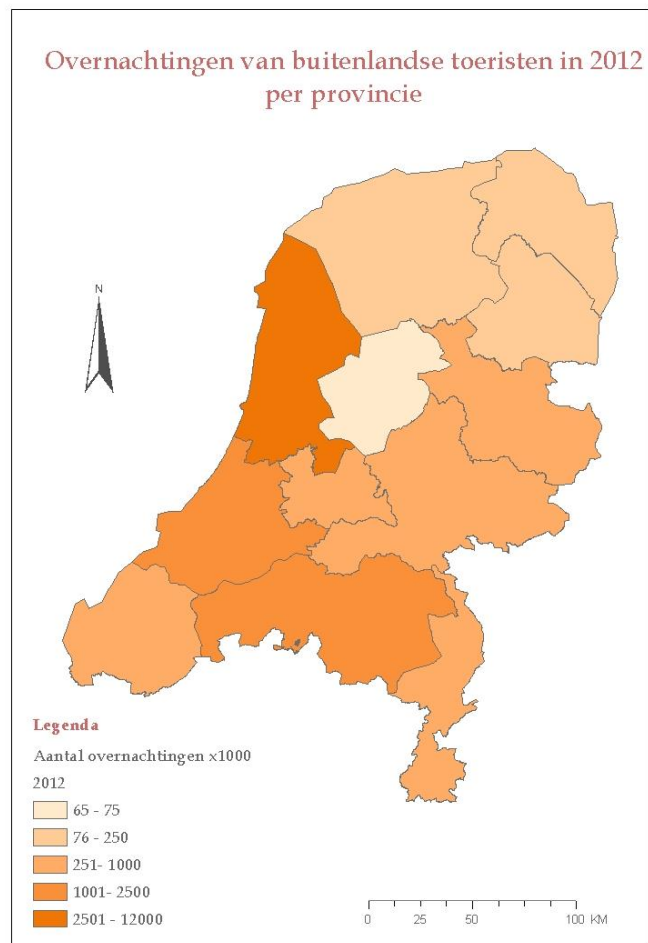 Overnachtingen van buitenlandse toeristen in 2012
per provincie
N
Legenda
Aantal overnachtingen x1000
2012
65 - 75
76 - 250
251- 1000
1001- 2500
2501 - 12000
0 25 50 100 KM